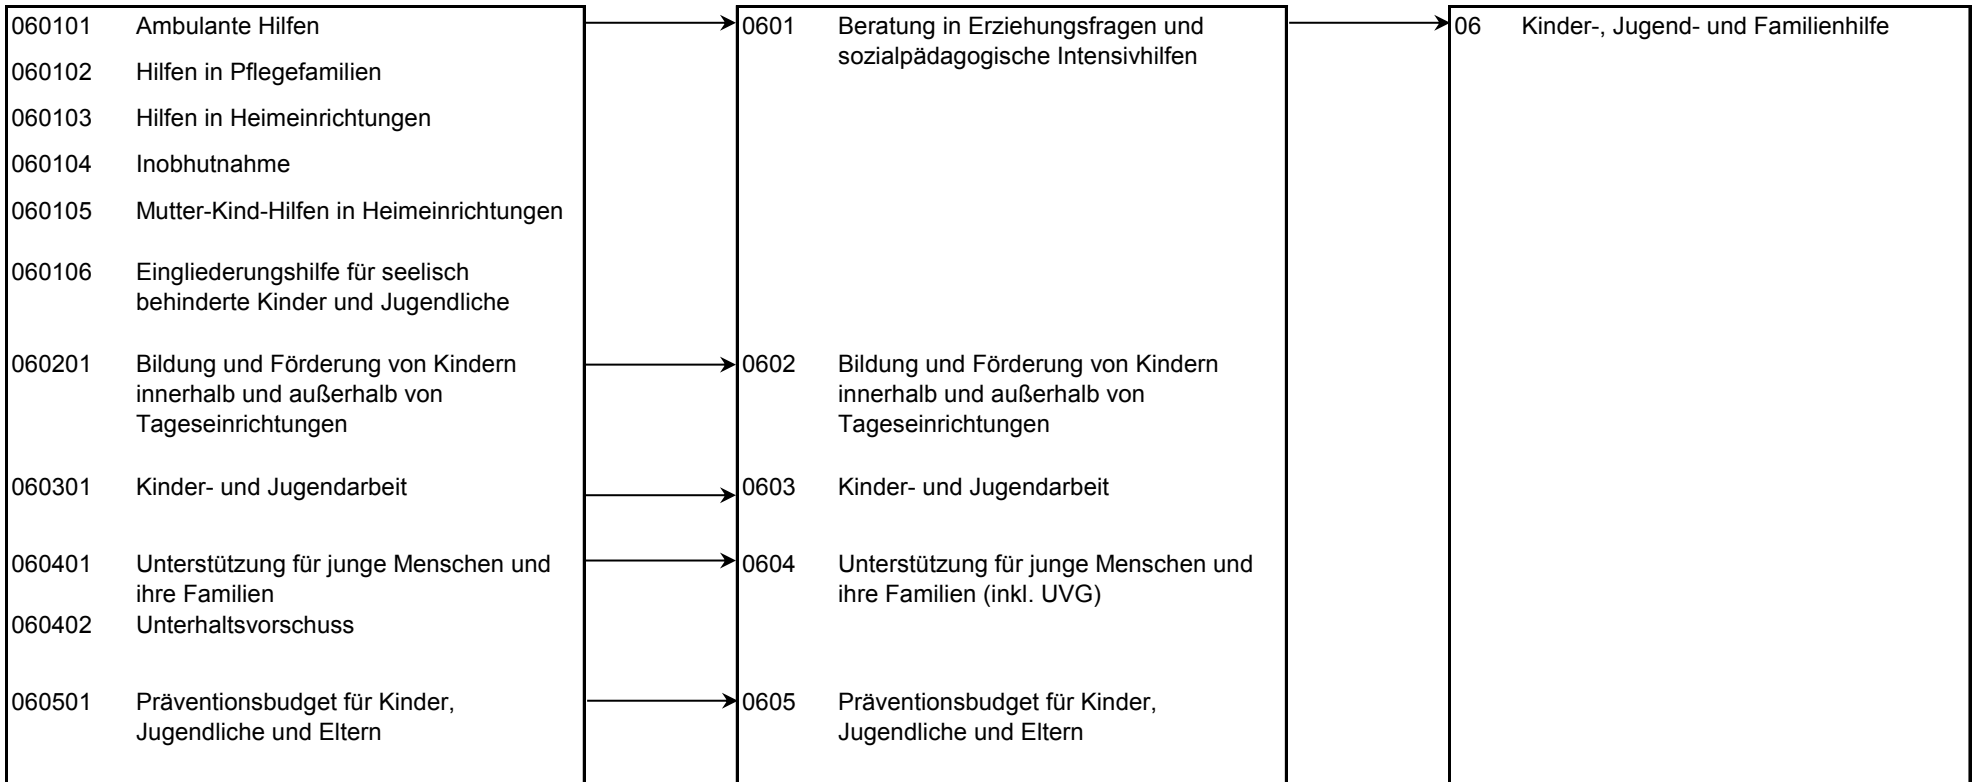 060101 Ambulante Hilfen
060102 Hilfen in Pflegefamilien
060103 Hilfen in Heimeinrichtungen
060104 Inobhutnahme
060105 Mutter-Kind-Hilfen in Heimeinrichtungen
060106 Eingliederungshilfe für seelisch
behinderte Kinder und Jugendliche
060201 Bildung und Förderung von Kindern
innerhalb und außerhalb von
Tageseinrichtungen
060301 Kinder- und Jugendarbeit
060401 Unterstützung für junge Menschen und
ihre Familien
060402 Unterhaltsvorschuss
060501 Präventionsbudget für Kinder,
Jugendliche und Eltern
0601 Beratung in Erziehungsfragen und
sozialpädagogische Intensivhilfen
0602 Bildung und Förderung von Kindern
innerhalb und außerhalb von
Tageseinrichtungen
0603 Kinder- und Jugendarbeit
0604 Unterstützung für junge Menschen und
ihre Familien (inkl. UVG)
0605 Präventionsbudget für Kinder,
Jugendliche und Eltern
06 Kinder-, Jugend- und Familienhilfe